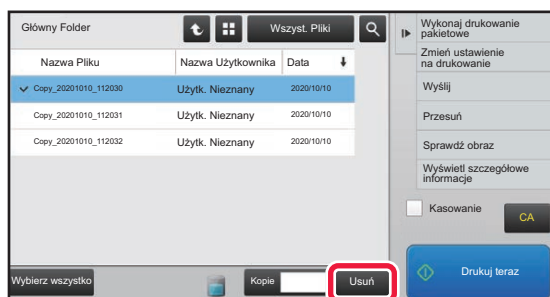 Główny Folder
Wszyst. Pliki
Nazwa Pliku
Nazwa Użytkownika
Data
Copy_20201010_112030
Użytk. Nieznany
2020/10/10
Copy_20201010_112031
Użytk. Nieznany
2020/10/10
Copy_20201010_112032
Użytk. Nieznany
2020/10/10
Wybierz wszystko
Kopie
Usuń
Wykonaj drukowanie
pakietowe
Zmień ustawienie
na drukowanie
Wyślij
Przesuń
Sprawdź obraz
Wyświetl szczegółowe
informacje
Kasowanie
CA
Drukuj teraz